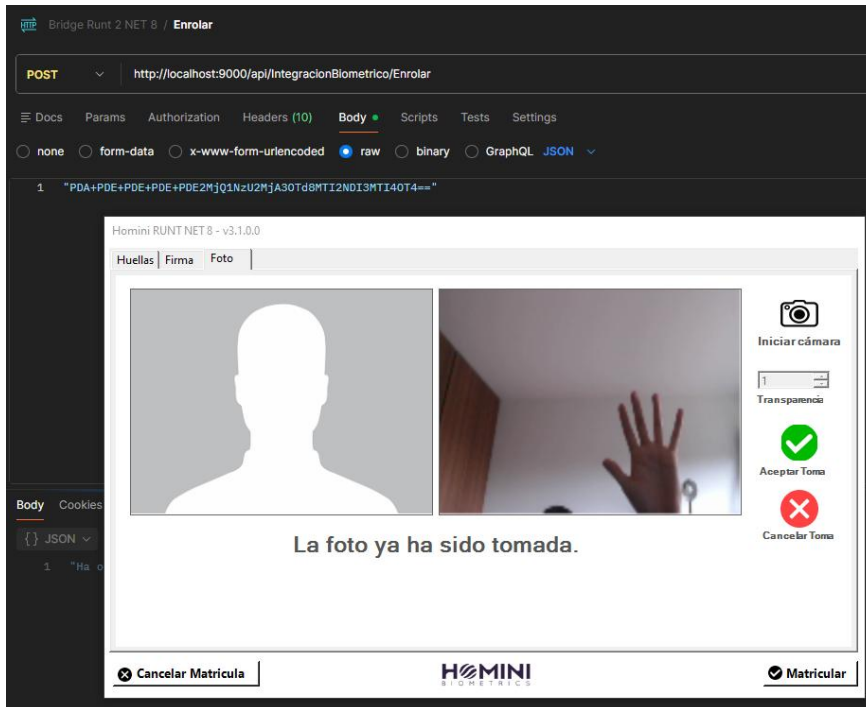 HTTP Bridge Runt 2 NET 8 / Enrolar
POST http://localhost:9000/api/IntegracionBiometrico/Enrolar
Docs Params Authorization Headers (10) Body Scripts Tests Settings
none form-data x-www-form-urlencoded raw binary GraphQL JSON
1 "PDA+PDE+PDE+PDE+PDE2MjQ1NzU2MjA3OTd8MTI2NDI3MTI4OT4=="
Homini RUNT NET 8 - v3.1.0.0
Huellas Firma Foto
Iniciar cámara
1
Transparencia
Aceptar Toma
Cancelar Toma
La foto ya ha sido tomada.
Body Cookies
{} JSON
1 "Ha o
Cancelar Matricula
HOMINI
BIOMETRICS
Matricular